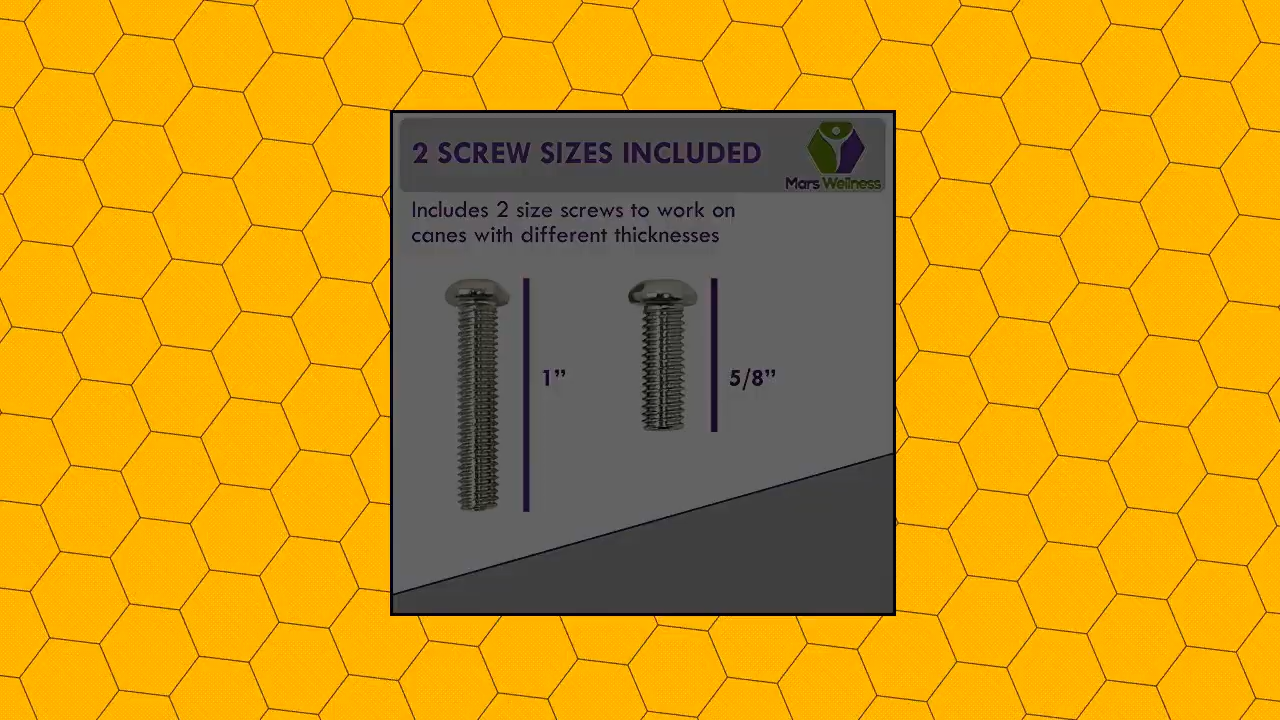 2 SCREW SIZES INCLUDED
Mars Wellness
Includes 2 size screws to work on
canes with different thicknesses
1”
5/8”